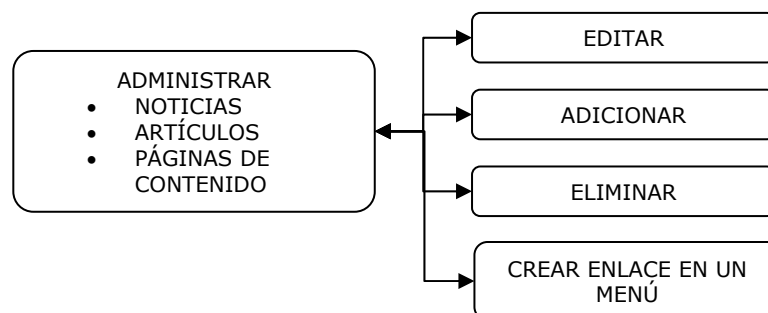 ADMINISTRAR
• NOTICIAS
• ARTÍCULOS
• PÁGINAS DE
CONTENIDO
EDITAR
ADICIONAR
ELIMINAR
CREAR ENLACE EN UN
MENÚ